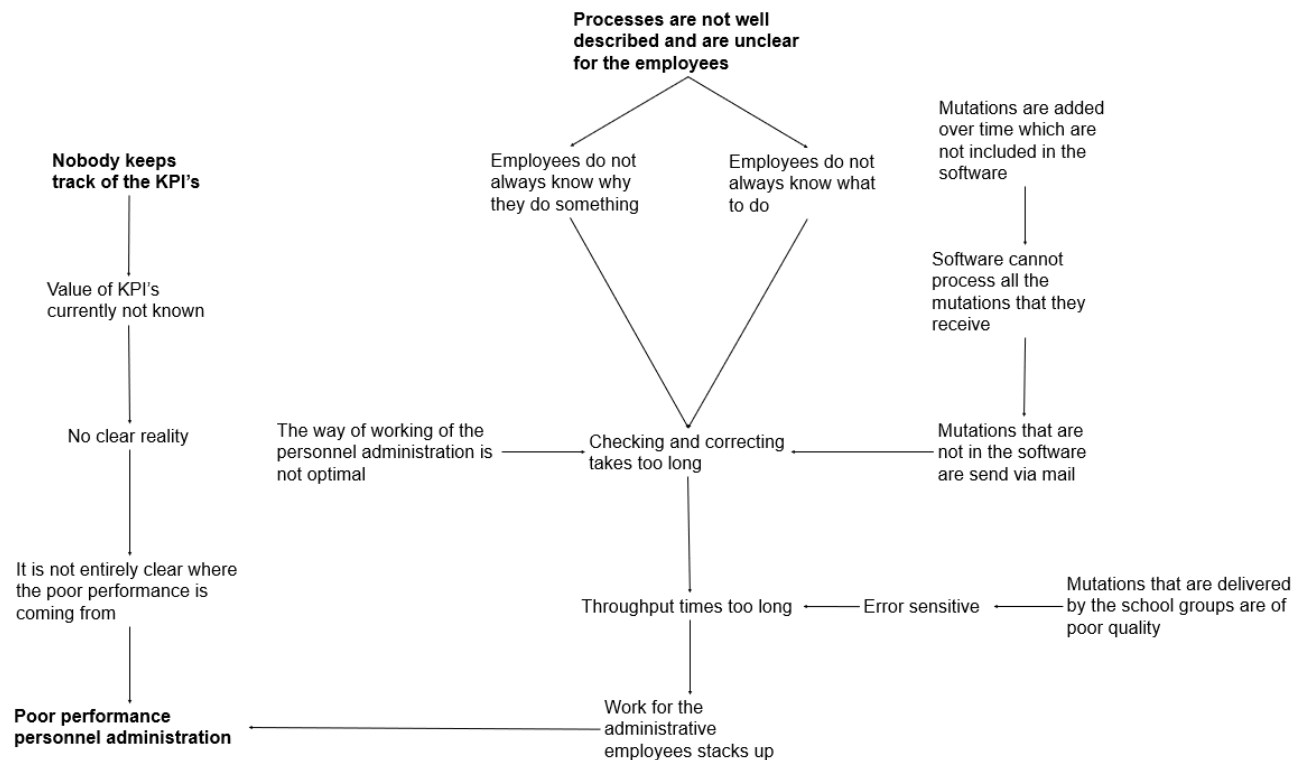 Processes are not well
described and are unclear
for the employees
Nobody keeps
track of the KPI's
Employees do not
always know why
they do something
Employees do not
always know what
to do
Mutations are added
over time which are
not included in the
software
Value of KPI's
currently not known
Software cannot
process all the
mutations that they
receive
No clear reality
The way of working of the
personnel administration is
not optimal
Checking and correcting
takes too long
Mutations that are
not in the software
are send via mail
It is not entirely clear where
the poor performance is
coming from
Throughput times too long
Error sensitive
Mutations that are delivered
by the school groups are of
poor quality
Poor performance
personnel administration
Work for the
administrative
employees stacks up